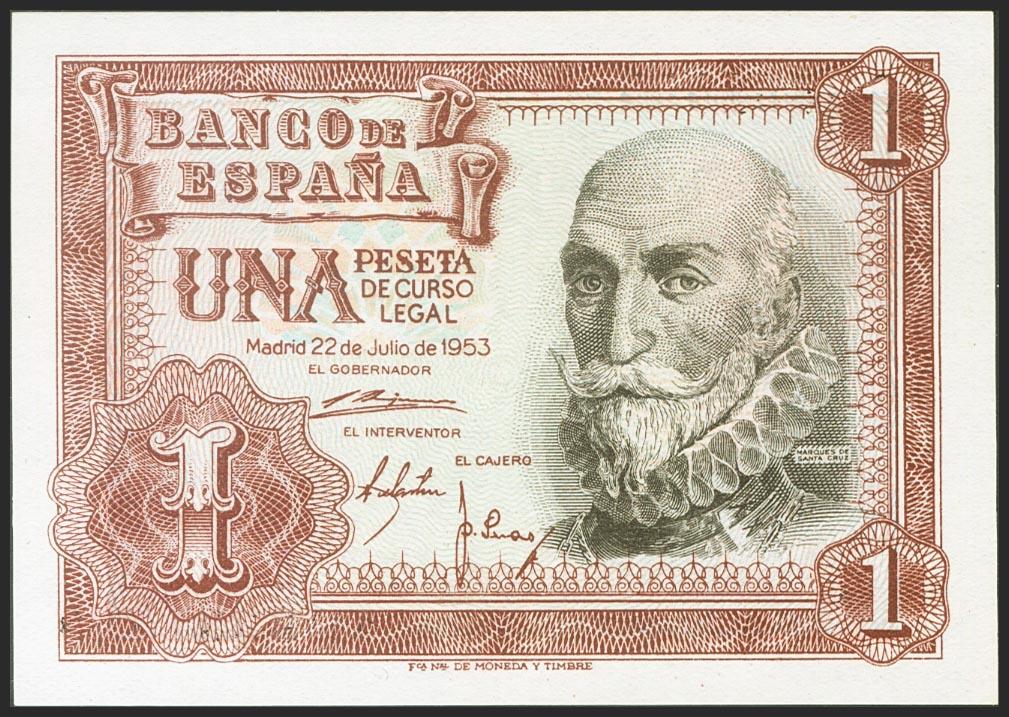 BANCO DE
ESPAÑA
1
UNA PESETA
DE CURSO
LEGAL
Madrid 22 de Julio de 1953
EL GOBERNADOR
EL INTERVENTOR
EL CAJERO
MARQUES DE
SANTA CRUZ
1
1
Fca Nal DE MONEDA Y TIMBRE